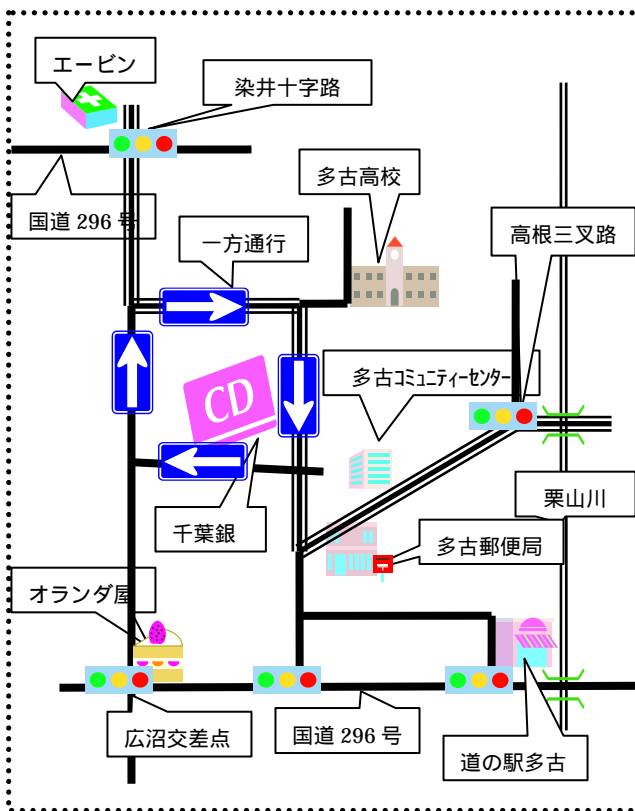 エービン
染井十字路
多古高校
国道 296 号
一方通行
高根三叉路
CD
多古コミュニティーセンター
千葉銀
栗山川
多古郵便局
オランダ屋
広沼交差点
国道 296 号
道の駅多古